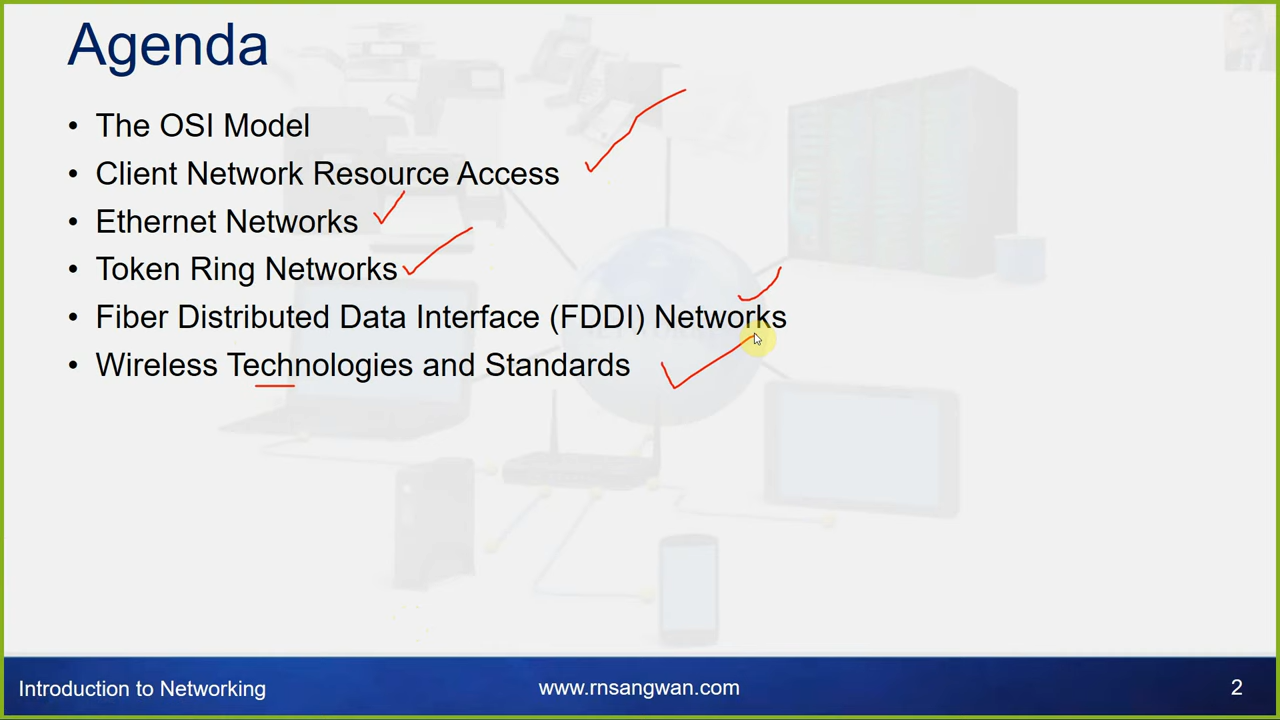 Agenda
• The OSI Model
• Client Network Resource Access
• Ethernet Networks
• Token Ring Networks
• Fiber Distributed Data Interface (FDDI) Networks
• Wireless Technologies and Standards
Introduction to Networking
www.rnsangwan.com
2